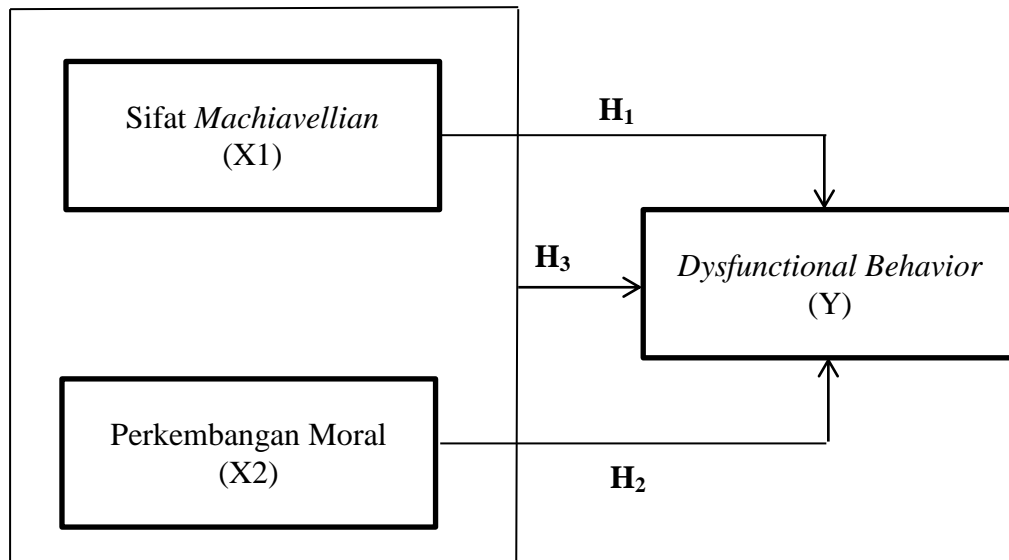 Sifat Machiavellian
(X1)
H1
H3
Dysfunctional Behavior
(Y)
Perkembangan Moral
(X2)
H2